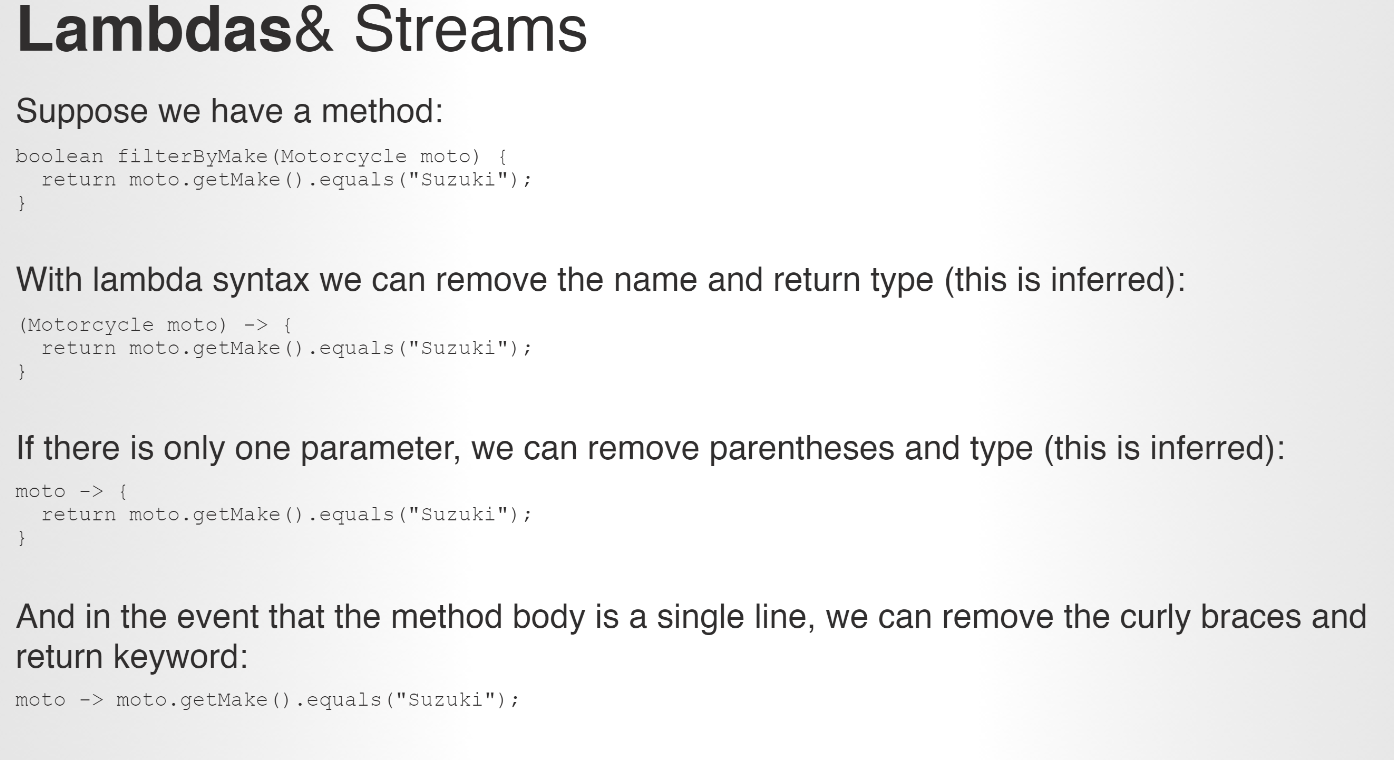 Lambdas& Streams
Suppose we have a method:
boolean filterByMake(Motorcycle moto) {
  return moto.getMake().equals("Suzuki");
}
With lambda syntax we can remove the name and return type (this is inferred):
(Motorcycle moto) -> {
  return moto.getMake().equals("Suzuki");
}
If there is only one parameter, we can remove parentheses and type (this is inferred):
moto -> {
  return moto.getMake().equals("Suzuki");
}
And in the event that the method body is a single line, we can remove the curly braces and
return keyword:
moto -> moto.getMake().equals("Suzuki");